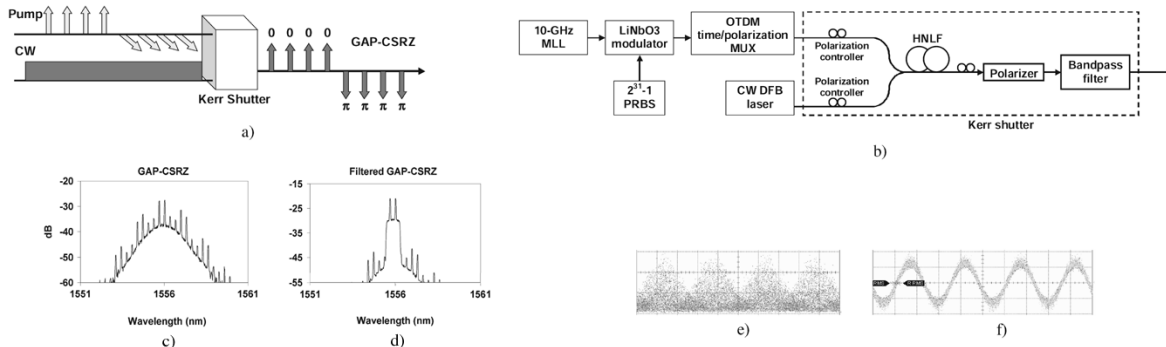 Pump
CW
Kerr Shutter
0 0 0 0
GAP-CSRZ
π π π π
a)
10-GHz
MLL
LiNbO3
modulator
2³¹-1
PRBS
OTDM
time/polarization
MUX
CW DFB
laser
Polarization
controller
Polarization
controller
HNLF
Polarizer
Bandpass
filter
Kerr shutter
b)
GAP-CSRZ
dB
-20
-30
-40
-50
-60
1551 1556 1561
Wavelength (nm)
c)
Filtered GAP-CSRZ
-15
-25
-35
-45
-55
1551 1556 1561
Wavelength (nm)
d)
e)
f)